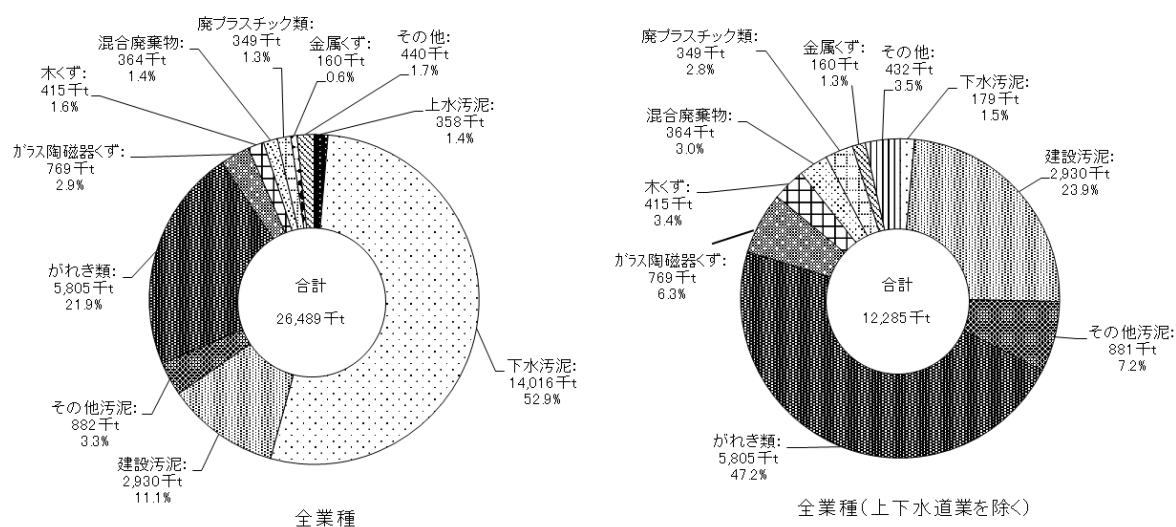 廃プラスチック類:
349千t
1.3%
混合廃棄物:
364千t
1.4%
金属くず:
160千t
0.6%
その他:
440千t
1.7%
木くず:
415千t
1.6%
上水汚泥:
358千t
1.4%
ガラス陶磁器くず:
769千t
2.9%
がれき類:
5,805千t
21.9%
合計
26,489千t
下水汚泥:
14,016千t
52.9%
その他汚泥:
882千t
3.3%
建設汚泥:
2,930千t
11.1%
全業種
廃プラスチック類:
349千t
2.8%
金属くず:
160千t
1.3%
その他:
432千t
3.5%
下水汚泥:
179千t
1.5%
混合廃棄物:
364千t
3.0%
建設汚泥:
2,930千t
23.9%
木くず:
415千t
3.4%
ガラス陶磁器くず:
769千t
6.3%
合計
12,285千t
その他汚泥:
881千t
7.2%
がれき類:
5,805千t
47.2%
全業種(上下水道業を除く)